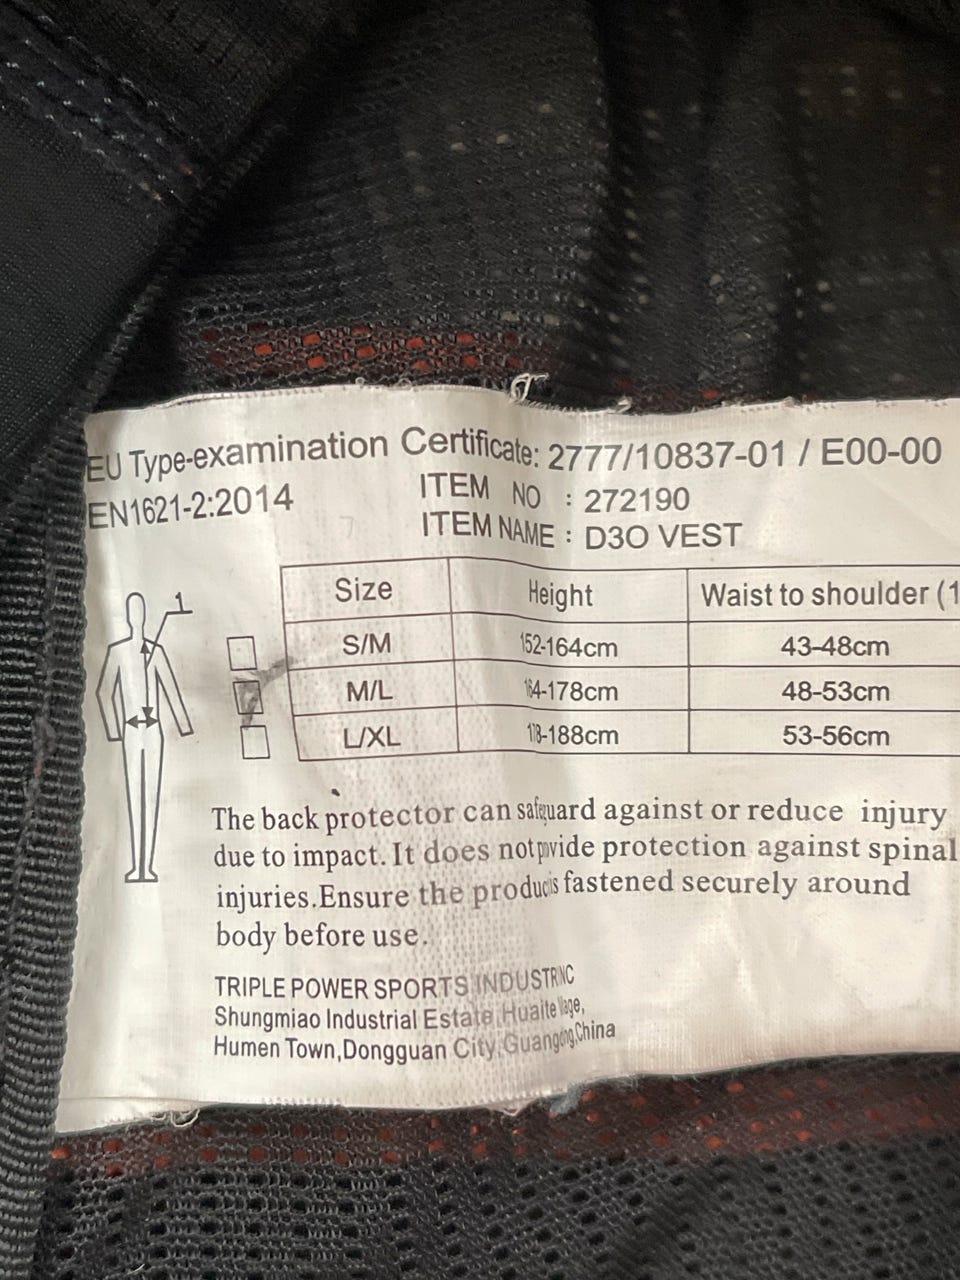 EU Type-examination Certificate: 2777/10837-01 / E00-00
EN1621-2:2014
ITEM NO : 272190
ITEM NAME : D3O VEST
1
Size Height Waist to shoulder (1
S/M 152-164cm 43-48cm
M/L 164-178cm 48-53cm
L/XL 178-188cm 53-56cm
The back protector can safeguard against or reduce injury
due to impact. It does not provide protection against spinal
injuries.Ensure the product is fastened securely around
body before use.
TRIPLE POWER SPORTS
Shungmiao Industrial Estate, Huaite
Humen Town,Dongguan City,Guangdong,China